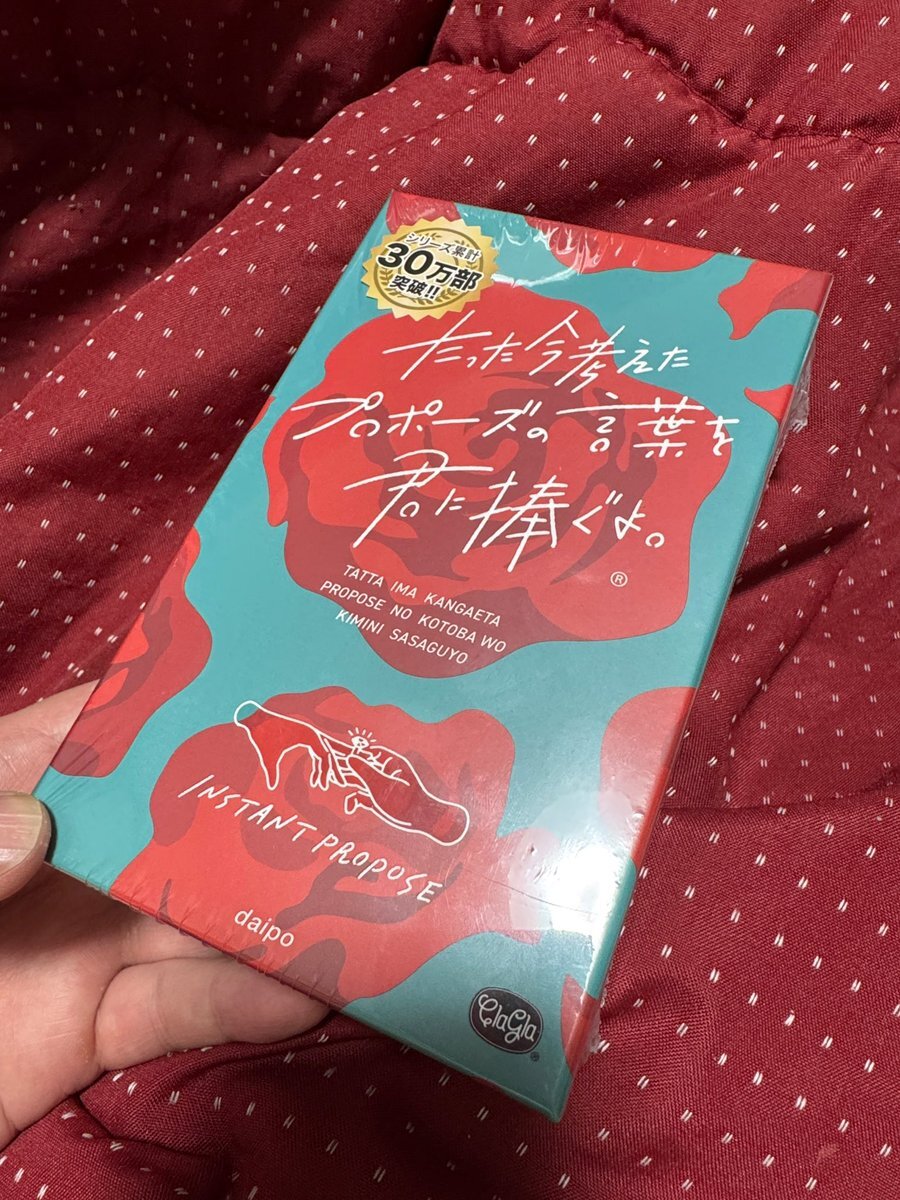 シリーズ累計
30万部
突破!!
たった今考えた
プロポーズの言葉を
君に捧ぐよ。
®
TATTA IMA KANGAETA
PROPOSE NO KOTOBA WO
KIMINI SASAGUYO
INSTANT PROPOSE
daipo
ClaGla
®